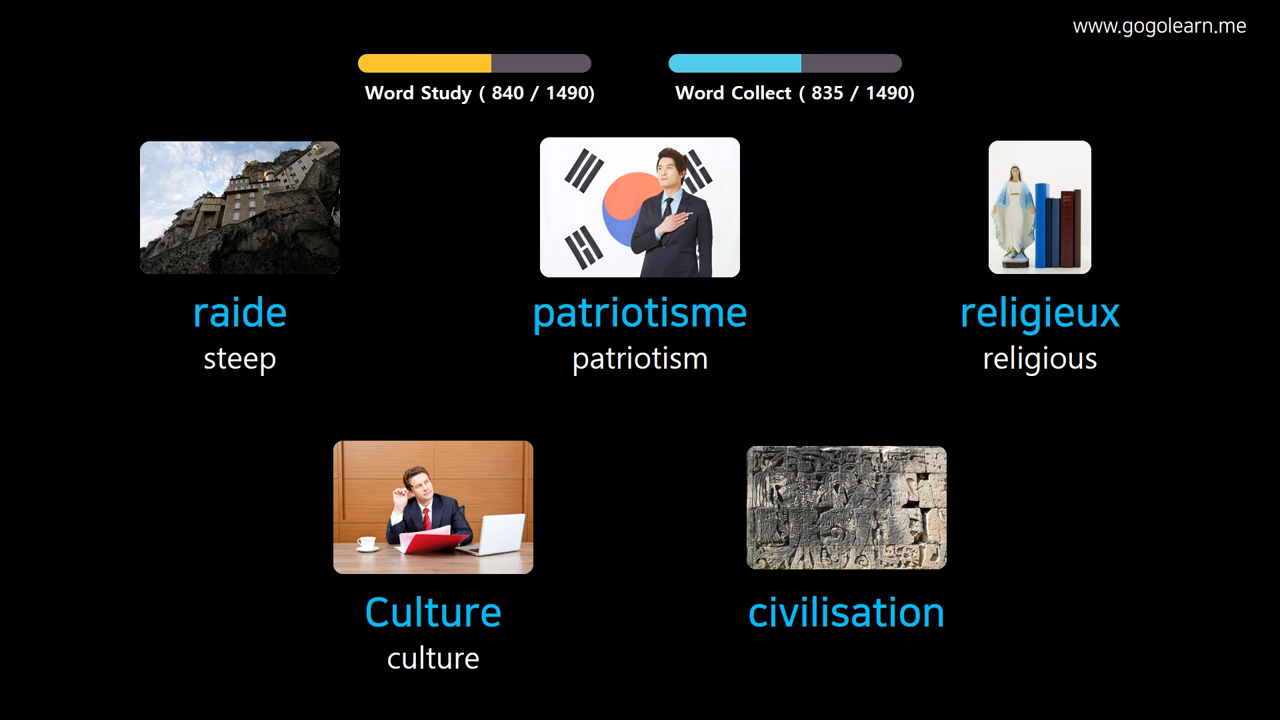 www.gogolearn.me
Word Study ( 840 / 1490)
Word Collect ( 835 / 1490)
raide
steep
patriotisme
patriotism
religieux
religious
Culture
culture
civilisation